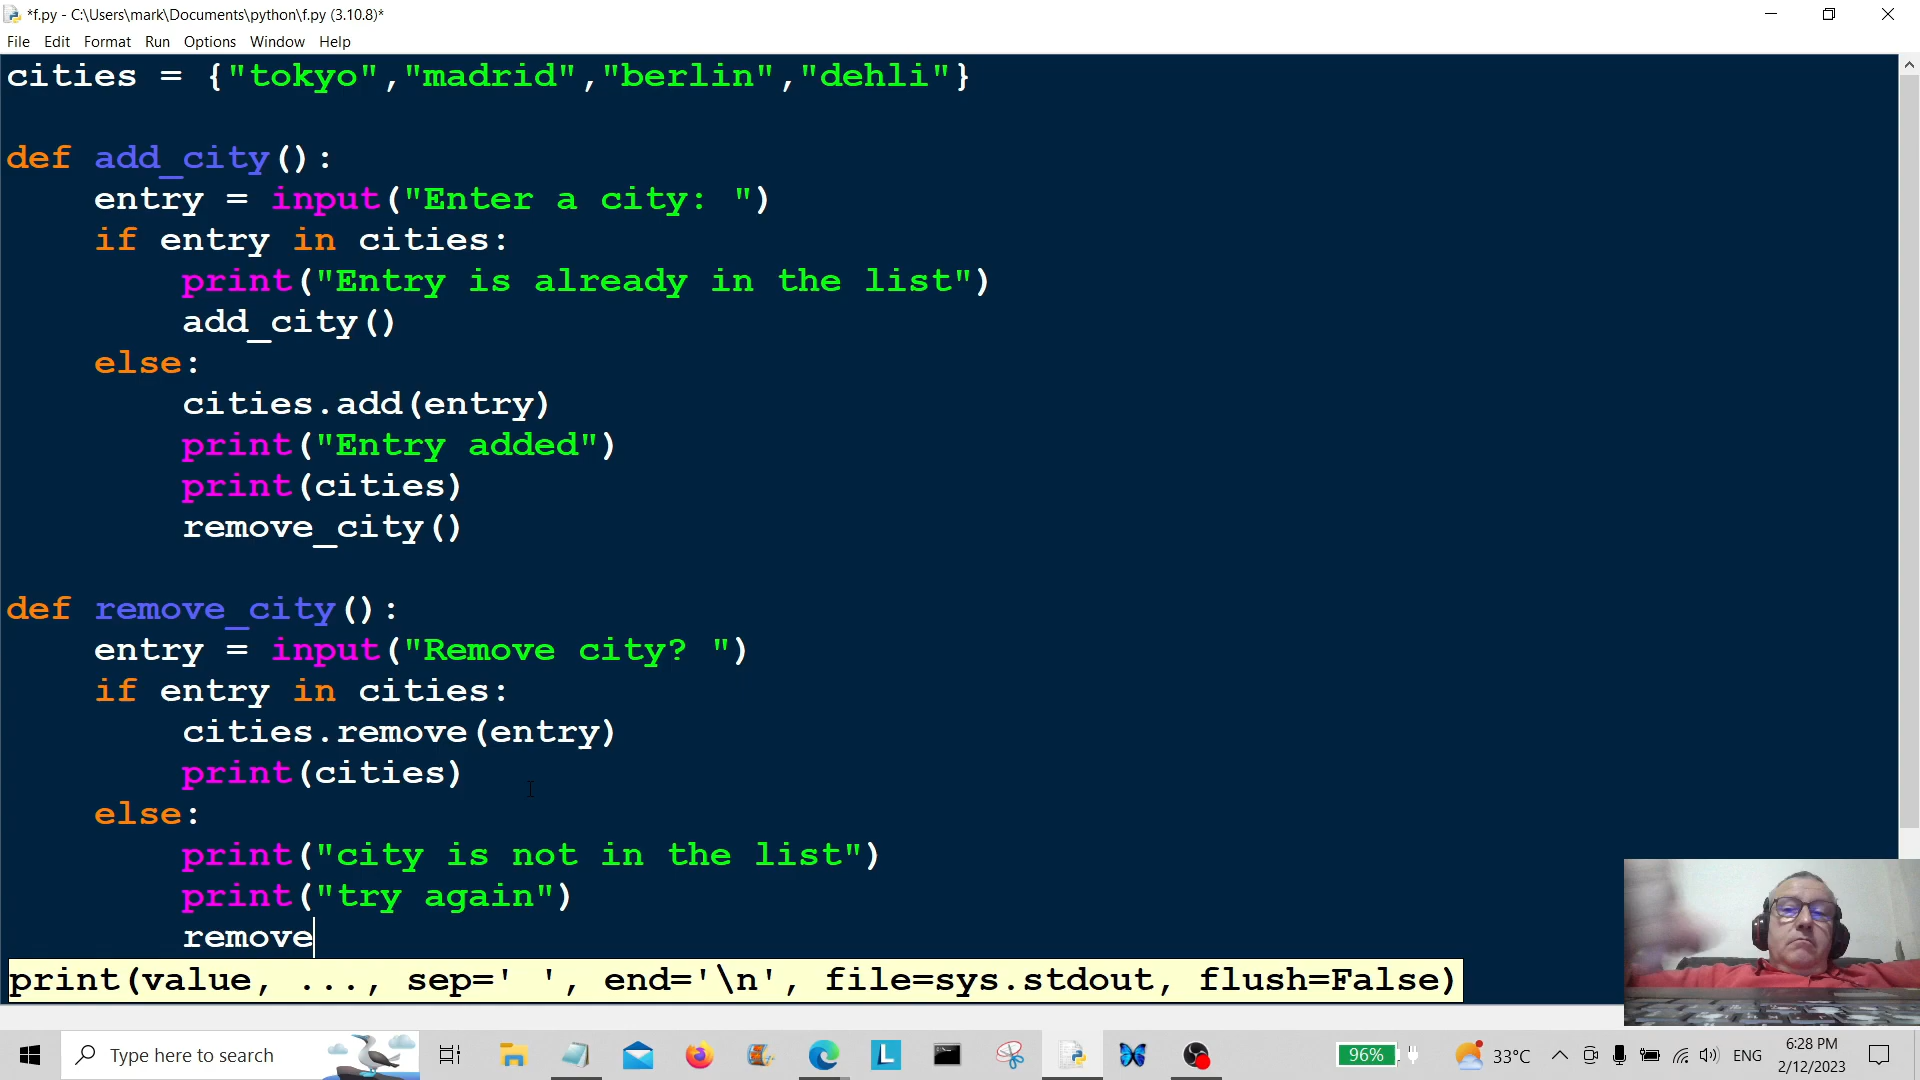 *f.py - C:\Users\mark\Documents\python\f.py (3.10.8)*
File Edit Format Run Options Window Help
cities = {"tokyo","madrid","berlin","dehli"}
def add_city():
    entry = input("Enter a city: ")
    if entry in cities:
        print("Entry is already in the list")
        add_city()
    else:
        cities.add(entry)
        print("Entry added")
        print(cities)
        remove_city()
def remove_city():
    entry = input("Remove city? ")
    if entry in cities:
        cities.remove(entry)
        print(cities)
    else:
        print("city is not in the list")
        print("try again")
        remove
print(value, ..., sep=' ', end='\n', file=sys.stdout, flush=False)
Type here to search
L
96%
33°C
ENG
6:28 PM
2/12/2023